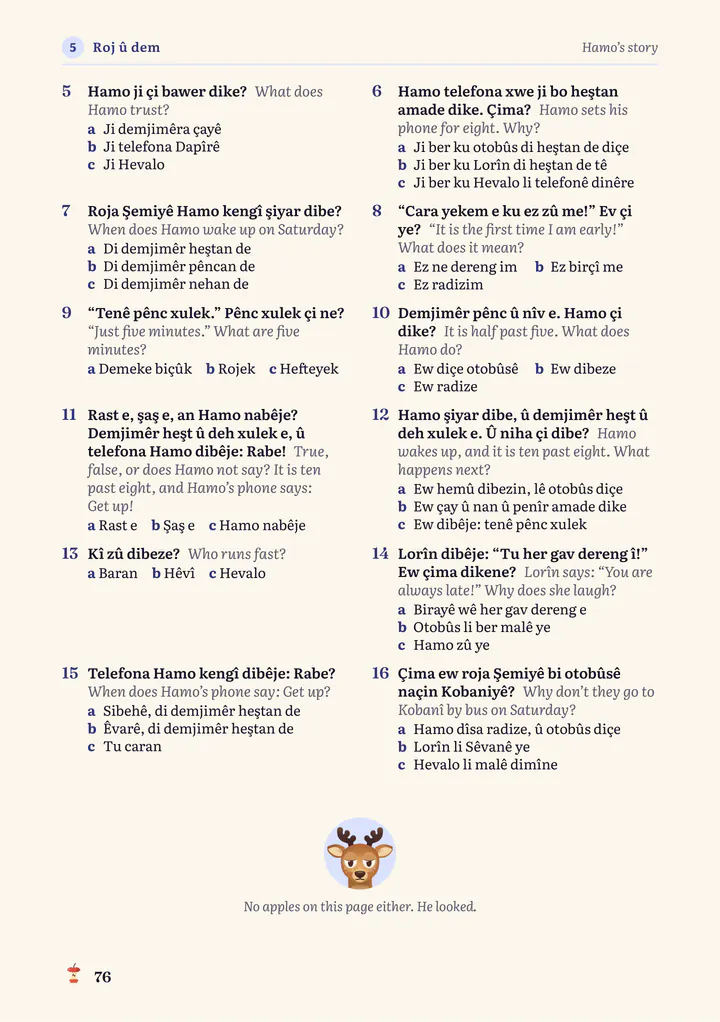 5 Roj û dem
Hamo's story
5 Hamo ji çi bawer dike? What does
Hamo trust?
a Ji demjimêra çayê
b Ji telefona Dapîrê
c Ji Hevalo
6 Hamo telefona xwe ji bo heştan
amade dike. Çima? Hamo sets his
phone for eight. Why?
a Ji ber ku otobûs di heştan de diçe
b Ji ber ku Lorîn di heştan de tê
c Ji ber ku Hevalo li telefonê dinêre
7 Roja Şemiyê Hamo kengî şiyar dibe?
When does Hamo wake up on Saturday?
a Di demjimêr heştan de
b Di demjimêr pêncan de
c Di demjimêr nehan de
8 “Cara yekem e ku ez zû me!” Ev çi
ye? “It is the first time I am early!”
What does it mean?
a Ez ne dereng im b Ez birçî me
c Ez radizim
9 “Tenê pênc xulek.” Pênc xulek çi ne?
“Just five minutes.” What are five
minutes?
a Demeke biçûk b Rojek c Hefteyek
10 Demjimêr pênc û nîv e. Hamo çi
dike? It is half past five. What does
Hamo do?
a Ew diçe otobûsê b Ew dibeze
c Ew radize
11 Rast e, şaş e, an Hamo nabêje?
Demjimêr heşt û deh xulek e, û
telefona Hamo dibêje: Rabe! True,
false, or does Hamo not say? It is ten
past eight, and Hamo's phone says:
Get up!
a Rast e b Şaş e c Hamo nabêje
12 Hamo şiyar dibe, û demjimêr heşt û
deh xulek e. Û niha çi dibe? Hamo
wakes up, and it is ten past eight. What
happens next?
a Ew hemû dibezin, lê otobûs diçe
b Ew çay û nan û penîr amade dike
c Ew dibêje: tenê pênc xulek
13 Kî zû dibeze? Who runs fast?
a Baran b Hêvî c Hevalo
14 Lorîn dibêje: “Tu her gav dereng î!”
Ew çima dikene? Lorîn says: “You are
always late!” Why does she laugh?
a Birayê wê her gav dereng e
b Otobûs li ber malê ye
c Hamo zû ye
15 Telefona Hamo kengî dibêje: Rabe?
When does Hamo's phone say: Get up?
a Sibehê, di demjimêr heştan de
b Êvarê, di demjimêr heştan de
c Tu caran
16 Çima ew roja Şemiyê bi otobûsê
naçin Kobaniyê? Why don't they go to
Kobanî by bus on Saturday?
a Hamo dîsa radize, û otobûs diçe
b Lorîn li Sêvanê ye
c Hevalo li malê dimîne
No apples on this page either. He looked.
76